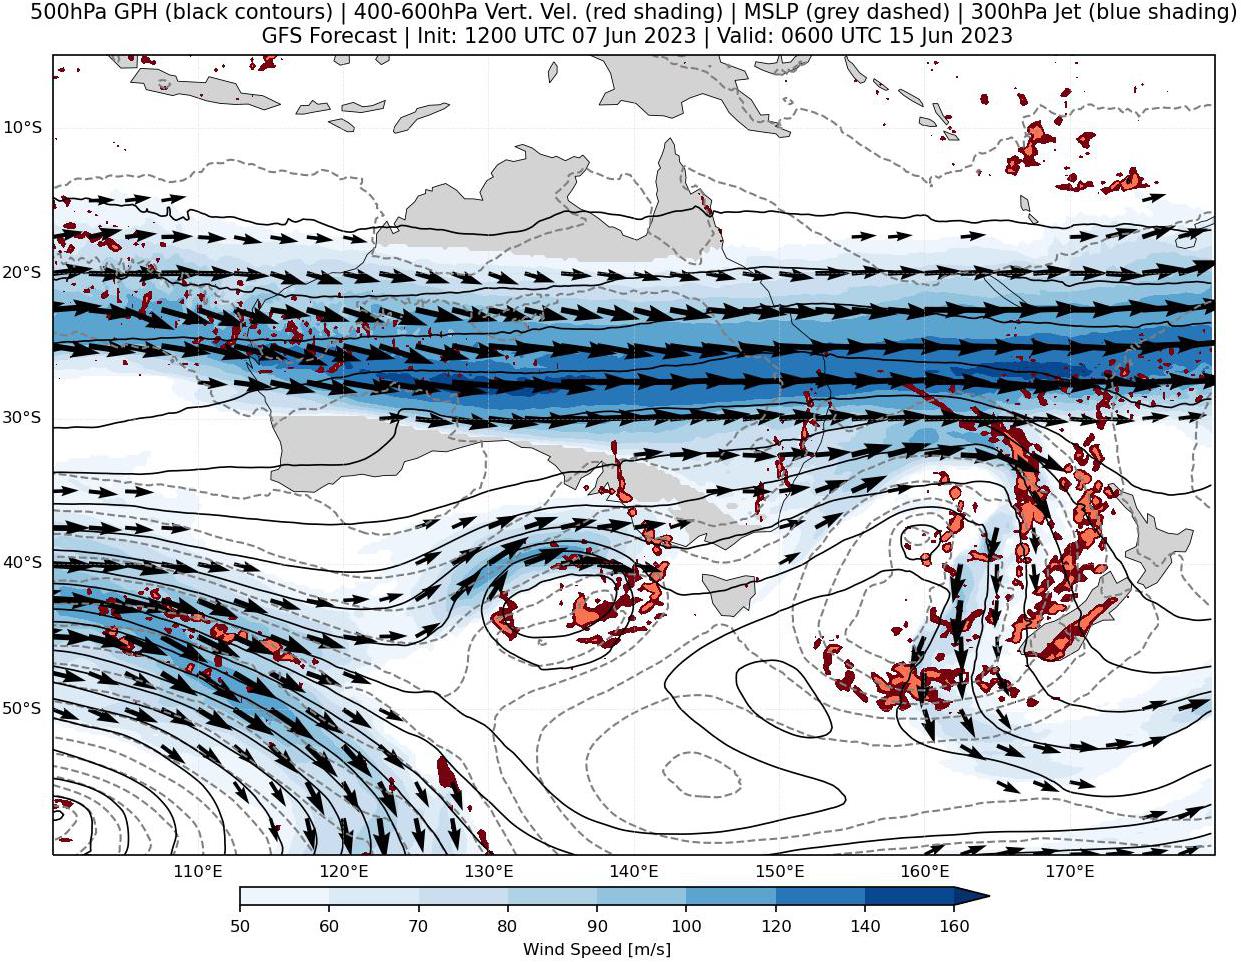 500hPa GPH (black contours) | 400-600hPa Vert. Vel. (red shading) | MSLP (grey dashed) | 300hPa Jet (blue shading)
GFS Forecast | Init: 1200 UTC 07 Jun 2023 | Valid: 0600 UTC 15 Jun 2023
10°S
20°S
30°S
40°S
50°S
110°E 120°E 130°E 140°E 150°E 160°E 170°E
50 60 70 80 90 100 120 140 160
Wind Speed [m/s]